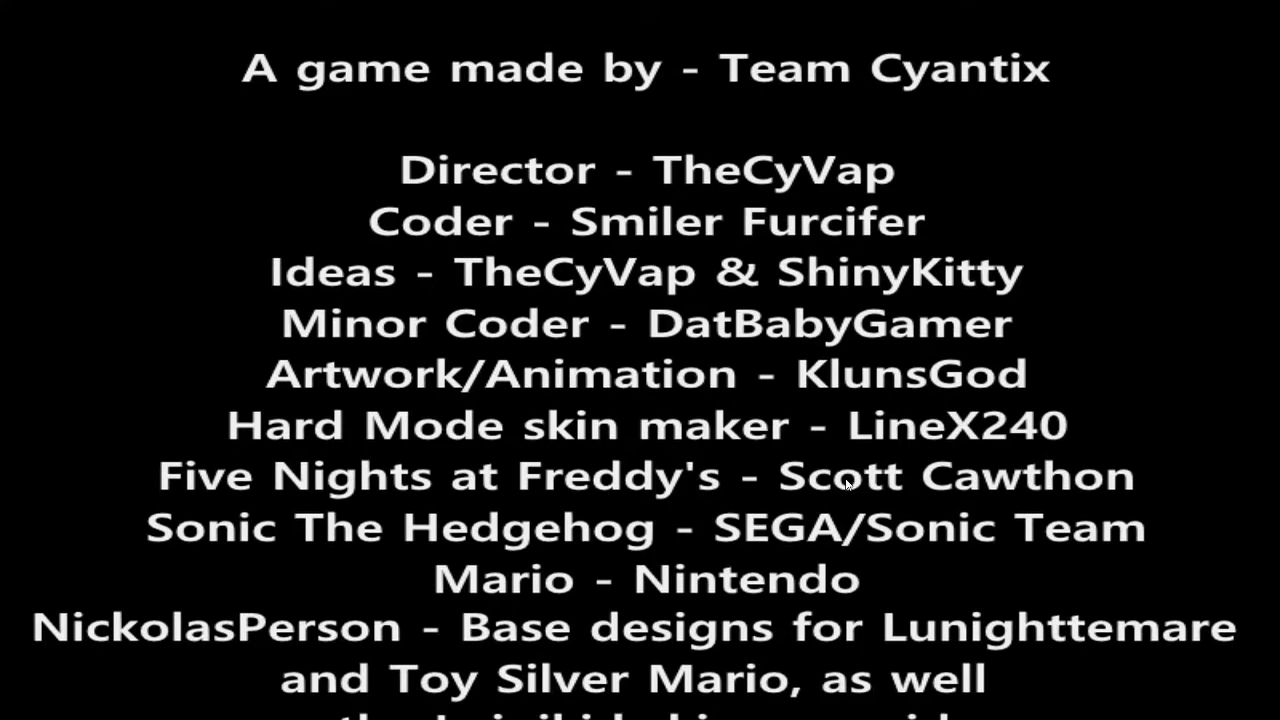 A game made by - Team Cyantix
Director - TheCyVap
Coder - Smiler Furcifer
Ideas - TheCyVap & ShinyKitty
Minor Coder - DatBabyGamer
Artwork/Animation - KlunsGod
Hard Mode skin maker - LineX240
Five Nights at Freddy's - Scott Cawthon
Sonic The Hedgehog - SEGA/Sonic Team
Mario - Nintendo
NickolasPerson - Base designs for Lunighttemare
and Toy Silver Mario, as well